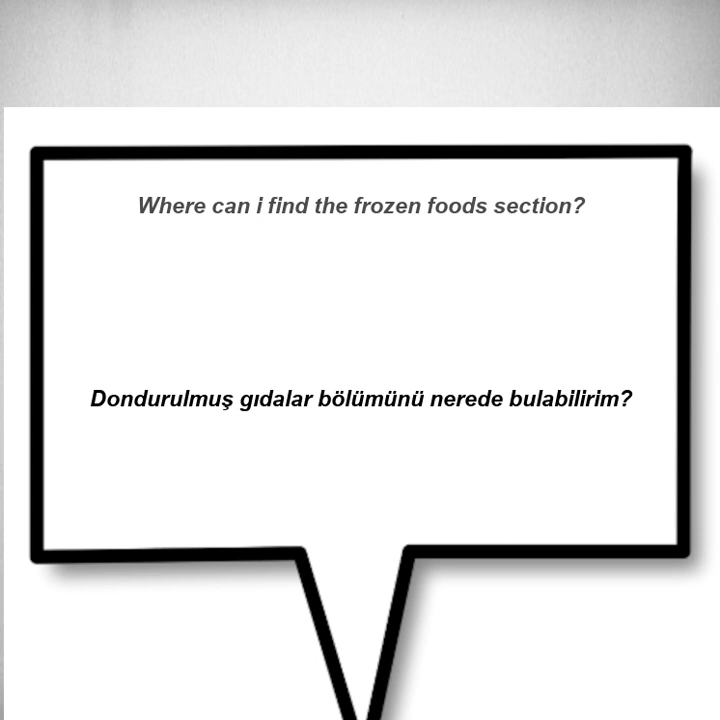 Where can i find the frozen foods section?
Dondurulmuş gıdalar bölümünü nerede bulabilirim?